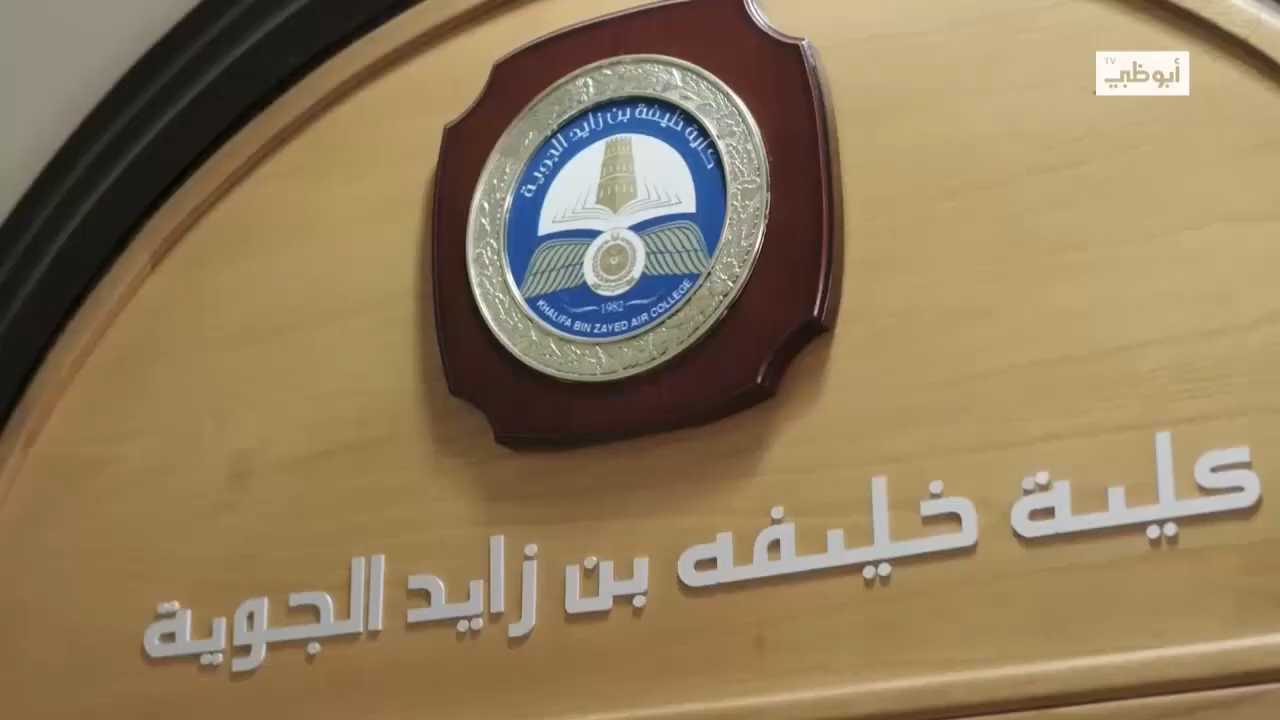 أبوظبي
TV
كلية خليفة بن زايد الجوية
1982
KHALIFA BIN ZAYED AIR COLLEGE
كلية خليفه بن زايد الجوية